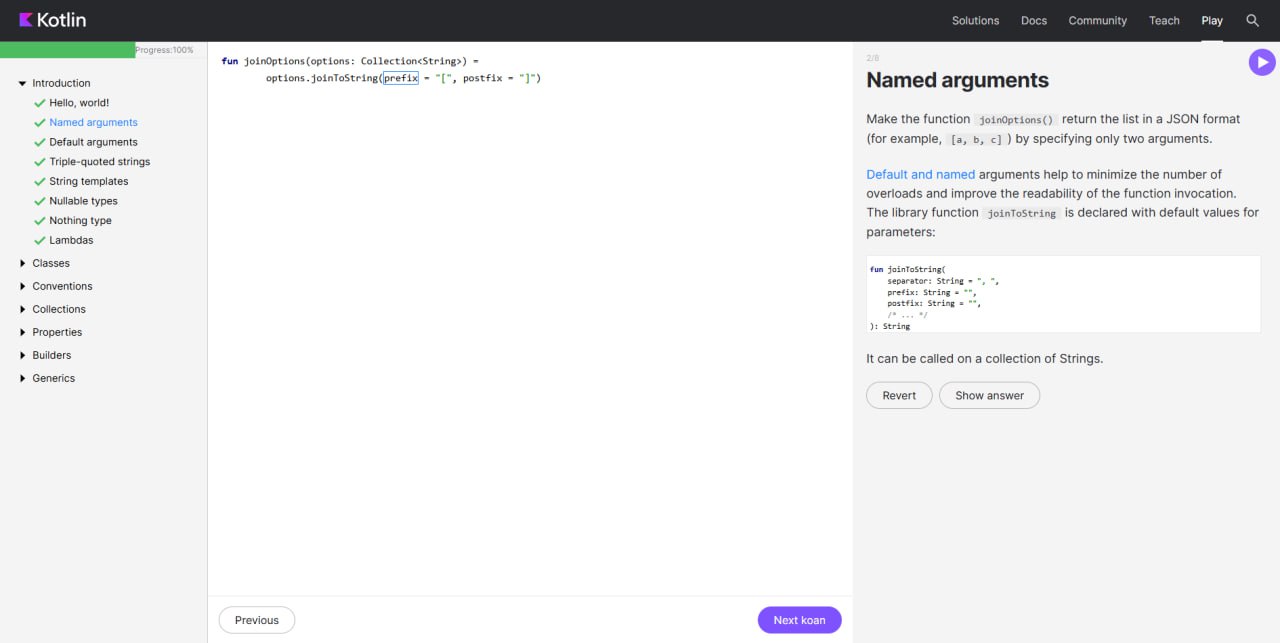 Kotlin
Solutions Docs Community Teach Play
Progress:100%
Introduction
Hello, world!
Named arguments
Default arguments
Triple-quoted strings
String templates
Nullable types
Nothing type
Lambdas
Classes
Conventions
Collections
Properties
Builders
Generics
fun joinOptions(options: Collection<String>) =
options.joinToString(prefix = "[", postfix = "]")
Previous
Next koan
2/8
Named arguments
Make the function joinOptions() return the list in a JSON format
(for example, [a, b, c] ) by specifying only two arguments.
Default and named arguments help to minimize the number of
overloads and improve the readability of the function invocation.
The library function joinToString is declared with default values for
parameters:
fun joinToString(
separator: String = ", ",
prefix: String = "",
postfix: String = "",
/* ... */
): String
It can be called on a collection of Strings.
Revert
Show answer